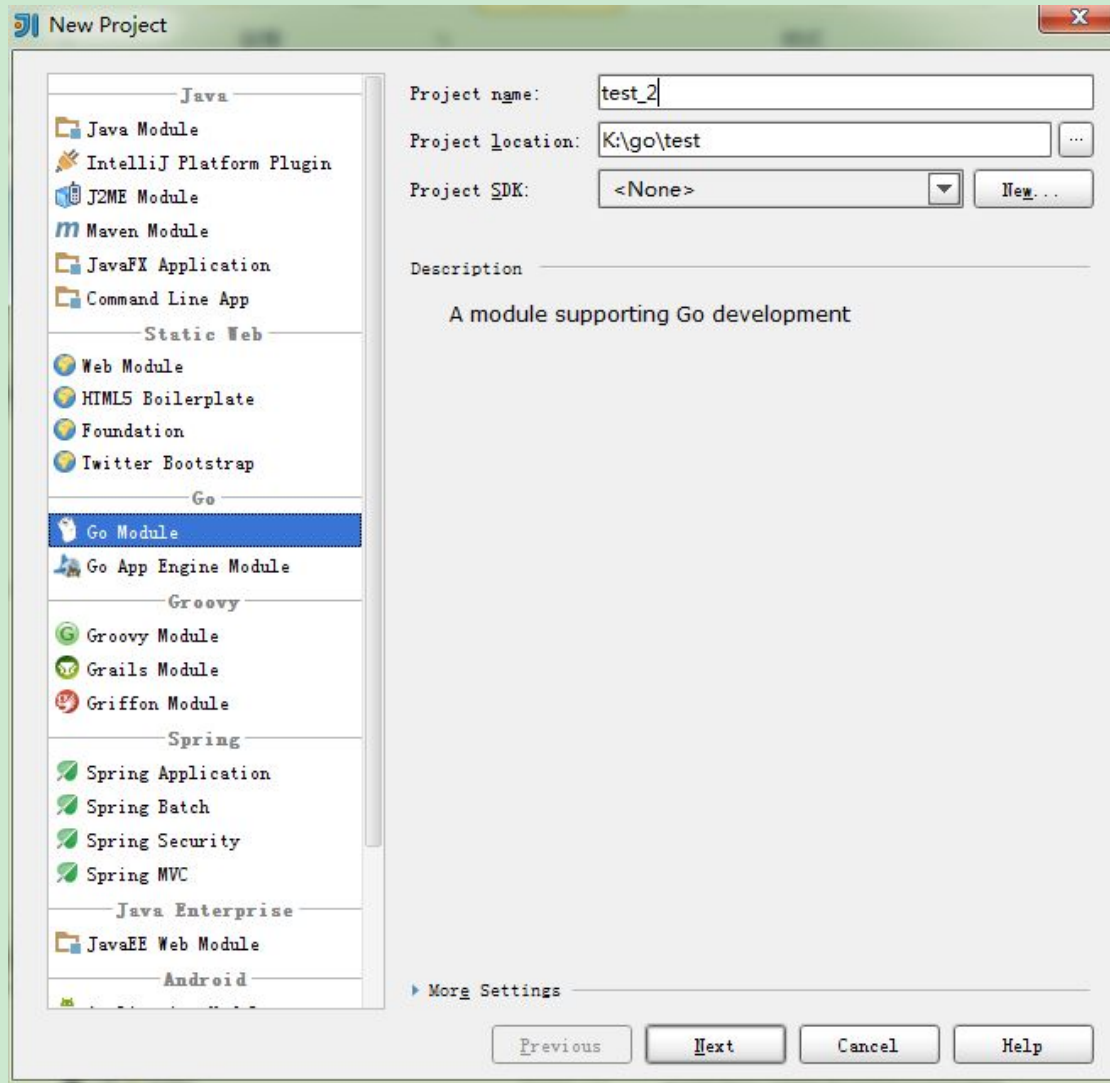 New Project
Java
Java Module
IntelliJ Platform Plugin
J2ME Module
Maven Module
JavaFX Application
Command Line App
Static Web
Web Module
HTML5 Boilerplate
Foundation
Twitter Bootstrap
Go
Go Module
Go App Engine Module
Groovy
Groovy Module
Grails Module
Griffon Module
Spring
Spring Application
Spring Batch
Spring Security
Spring MVC
Java Enterprise
JavaEE Web Module
Android
Project name: test_2
Project location: K:\go\test ...
Project SDK: <None> New...
Description
A module supporting Go development
More Settings
Previous Next Cancel Help